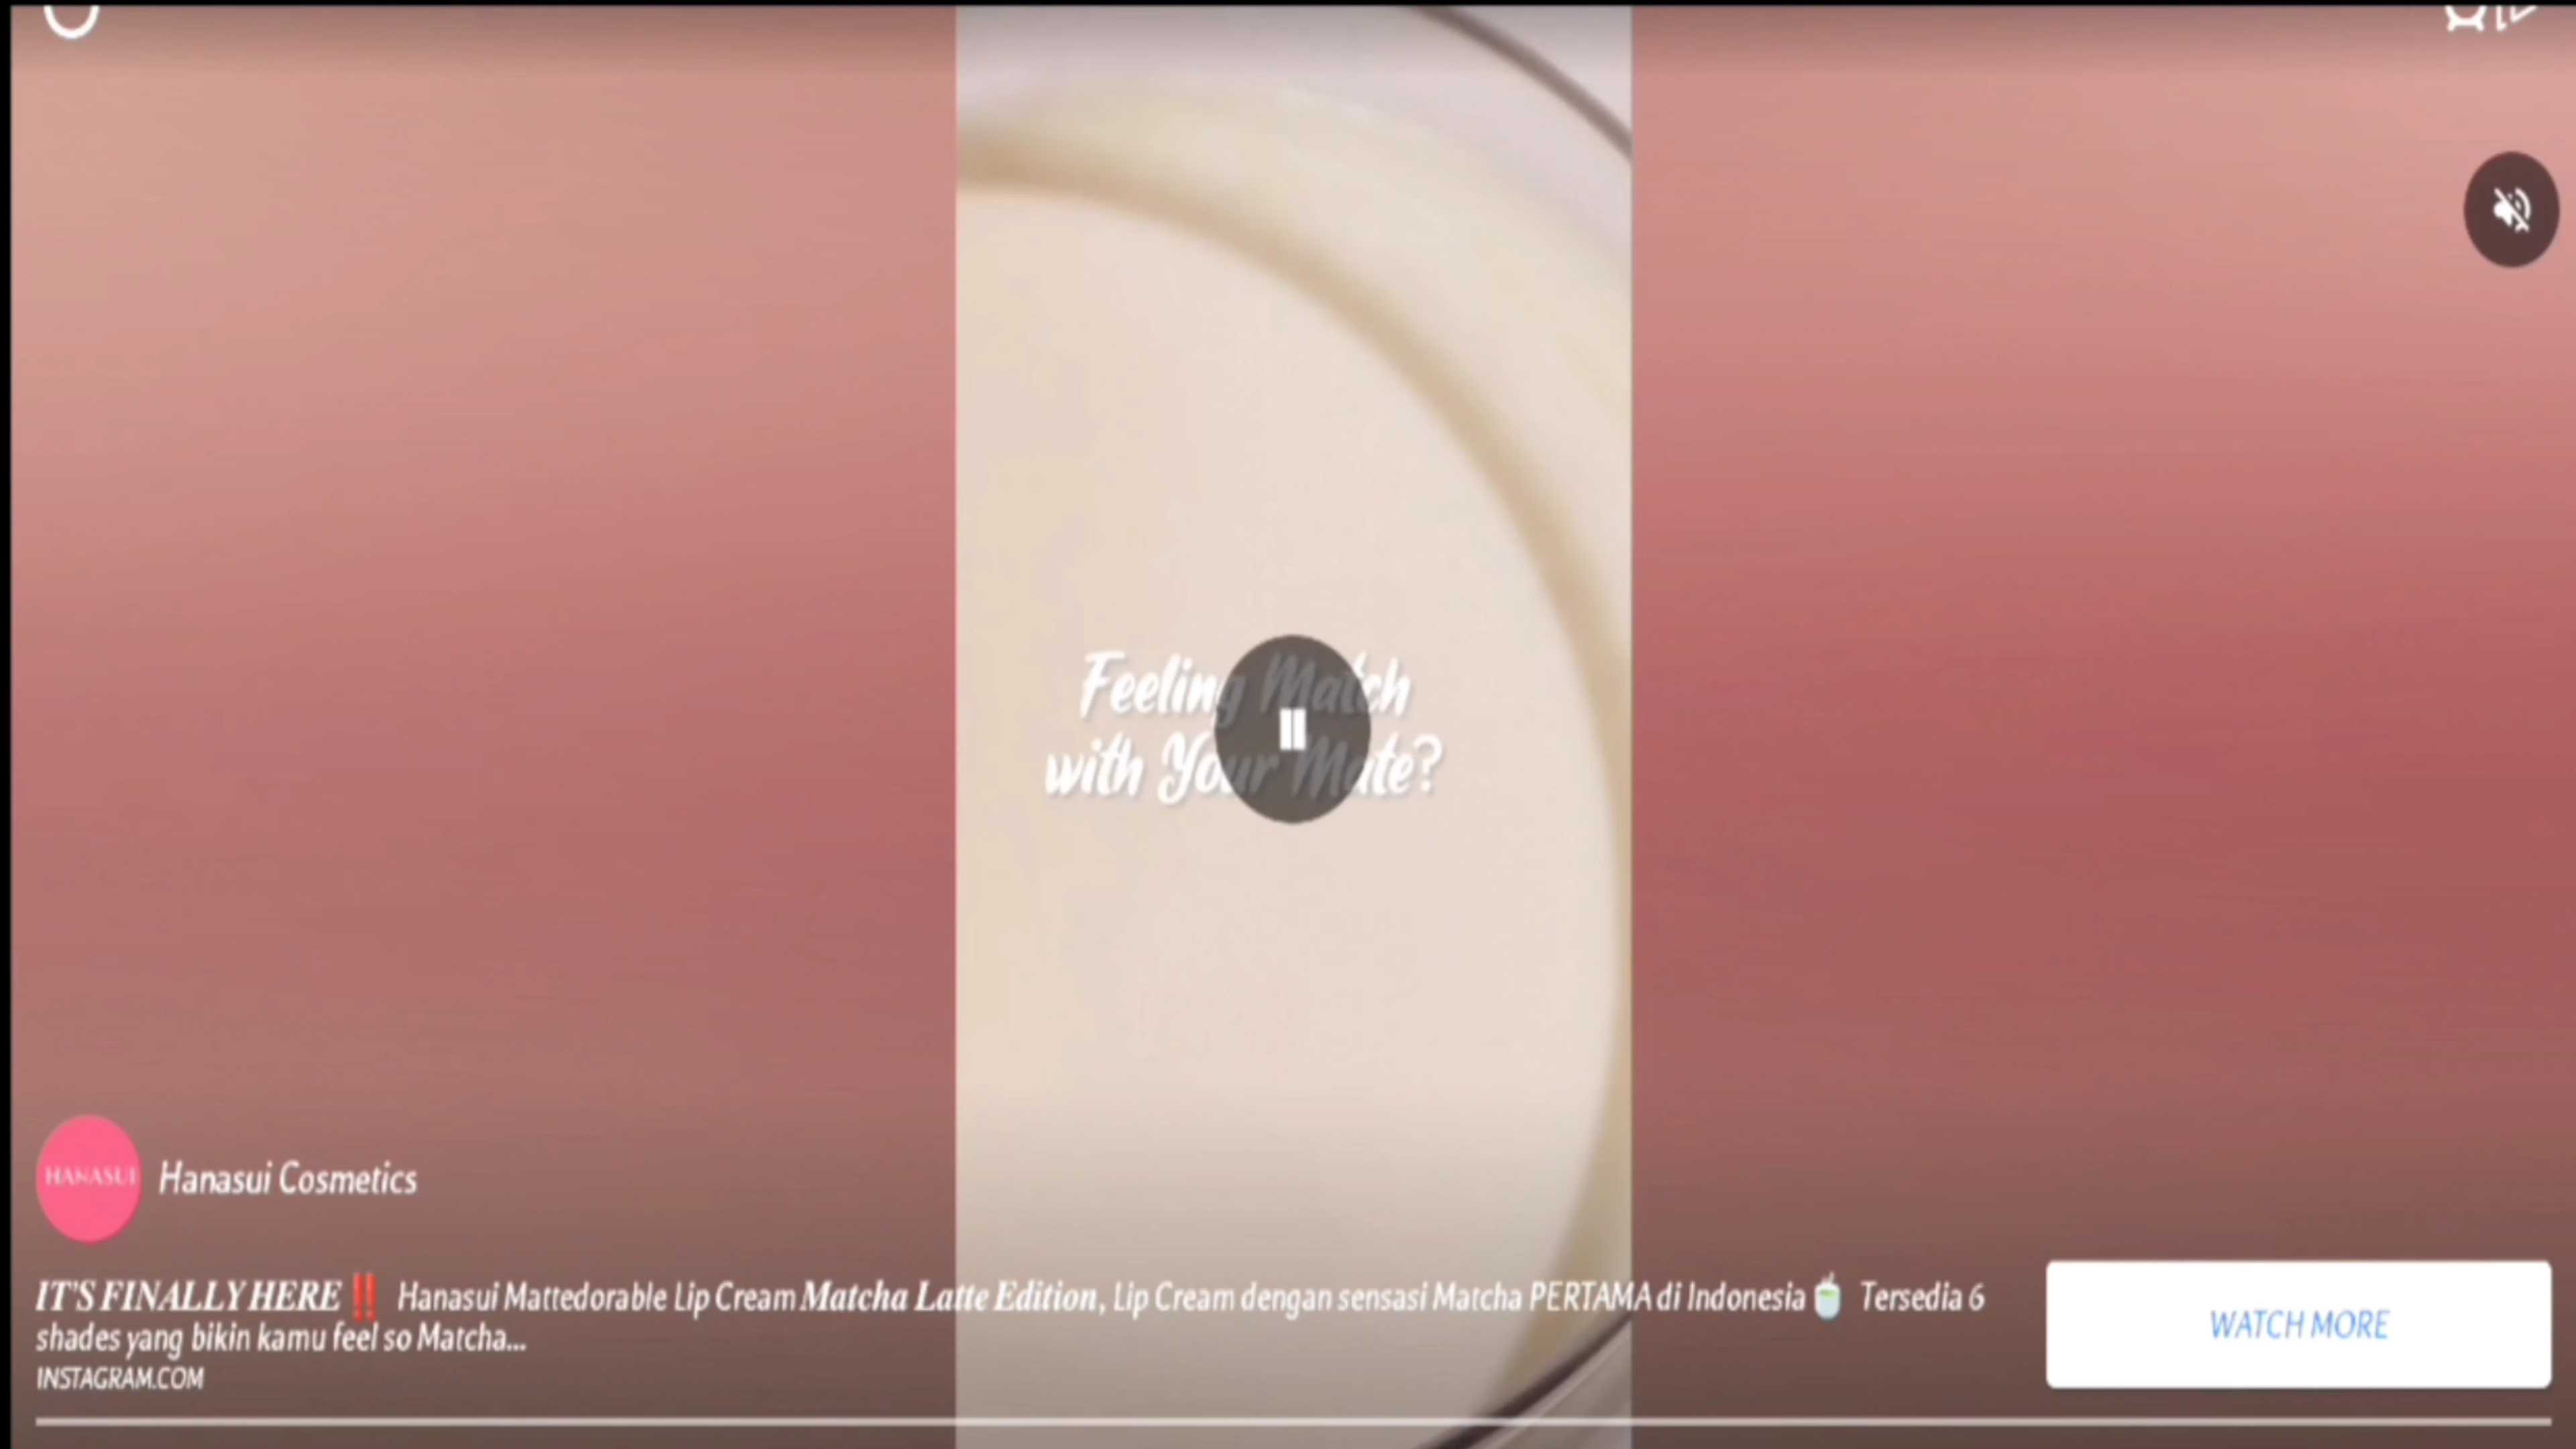 Feeling Match
with Your Mate?
HANASUI
Hanasui Cosmetics
IT'S FINALLY HERE‼️ Hanasui Mattedorable Lip Cream Matcha Latte Edition, Lip Cream dengan sensasi Matcha PERTAMA di Indonesia🍵 Tersedia 6
shades yang bikin kamu feel so Matcha...
INSTAGRAM.COM
WATCH MORE